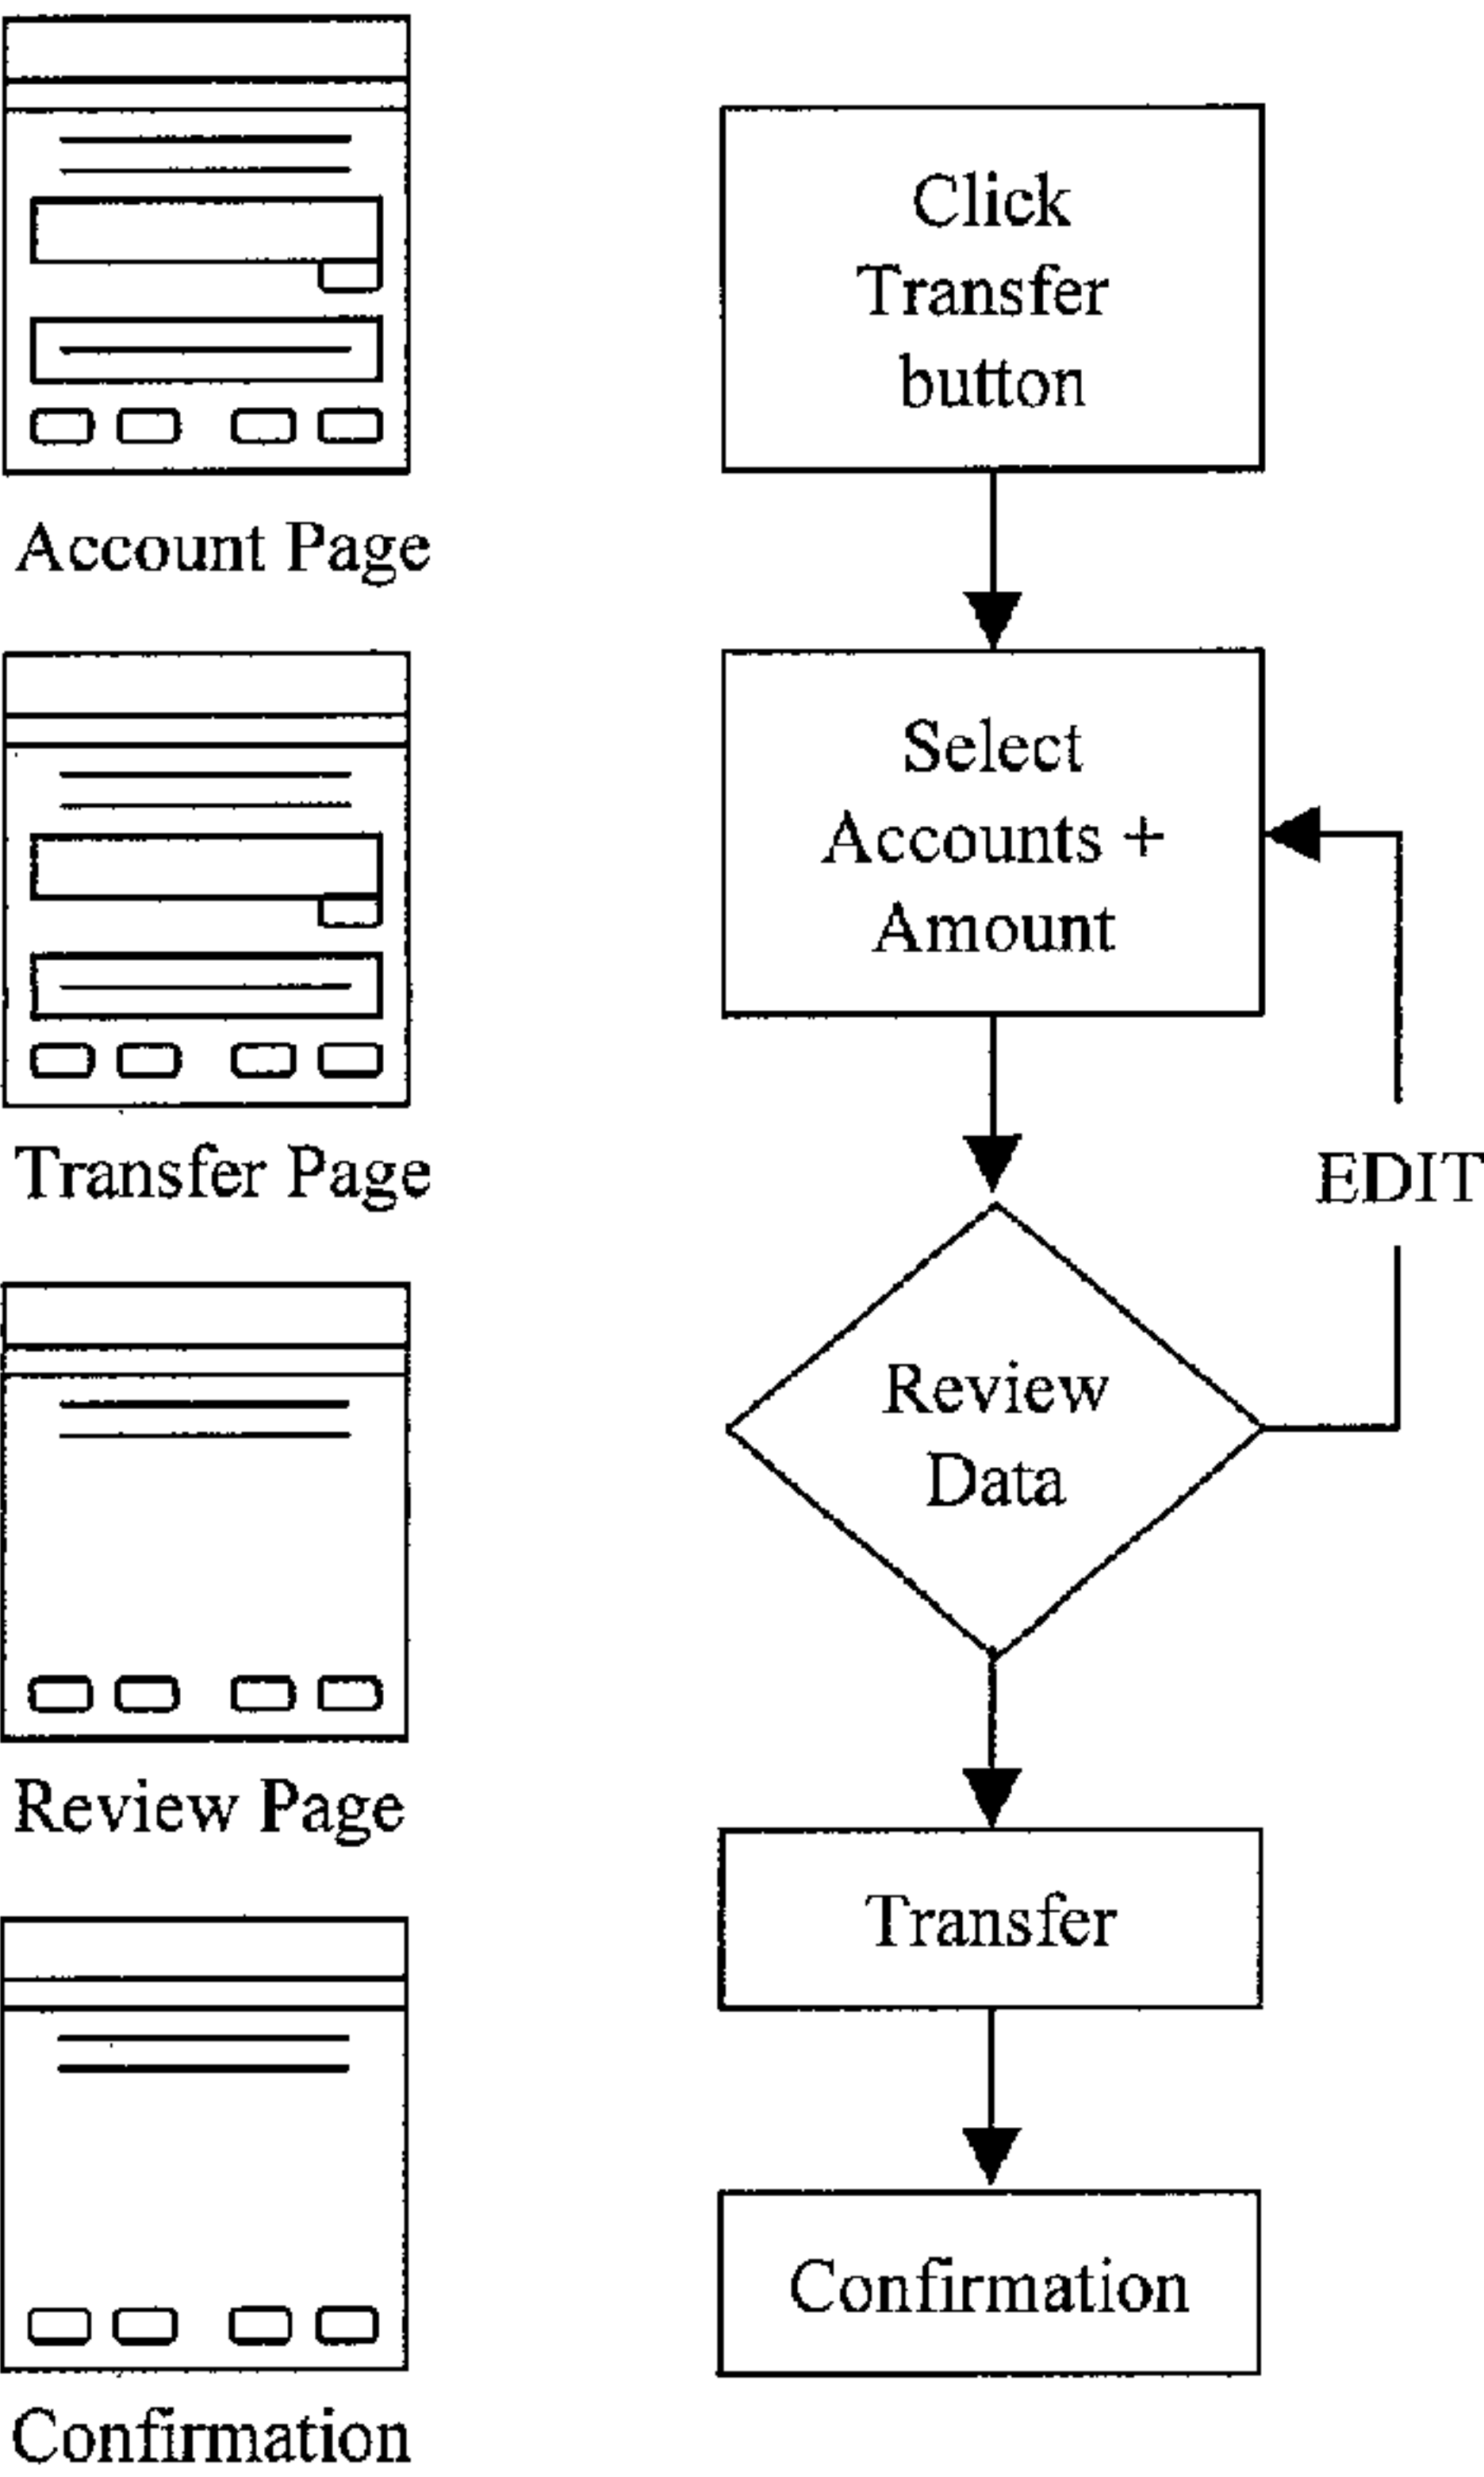 Account Page
Transfer Page
Review Page
Confirmation
Click
Transfer
button
Select
Accounts +
Amount
EDIT
Review
Data
Transfer
Confirmation